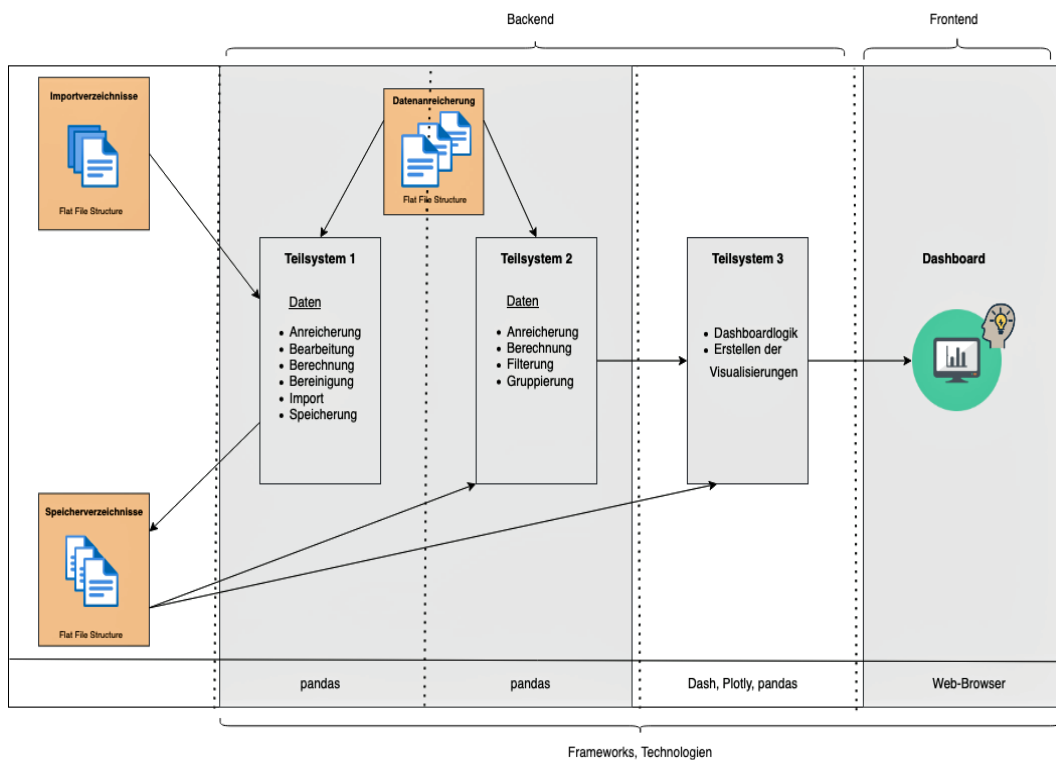 Backend
Frontend
Importverzeichnisse
Flat File Structure
Datenanreicherung
Flat File Structure
Teilsystem 1
Daten
• Anreicherung
• Bearbeitung
• Berechnung
• Bereinigung
• Import
• Speicherung
Teilsystem 2
Daten
• Anreicherung
• Berechnung
• Filterung
• Gruppierung
Teilsystem 3
• Dashboardlogik
• Erstellen der
Visualisierungen
Dashboard
Speicherverzeichnisse
Flat File Structure
pandas
pandas
Dash, Plotly, pandas
Web-Browser
Frameworks, Technologien